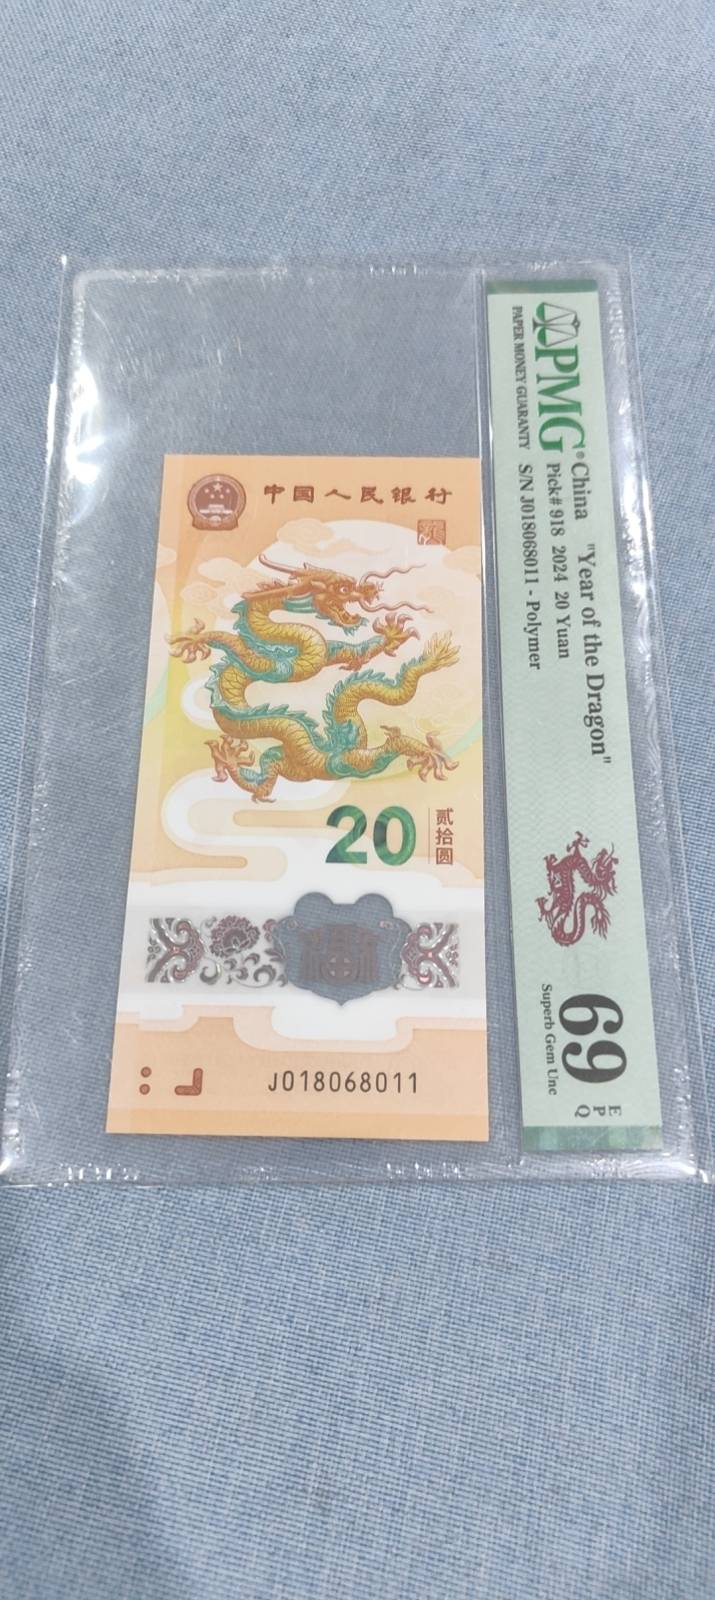 中国人民银行
20
贰拾圆
J018068011
PMG®
PAPER MONEY GUARANTY
China "Year of the Dragon"
Pick# 918 2024 20 Yuan
S/N J018068011 - Polymer
69
EPQ
Superb Gem Unc